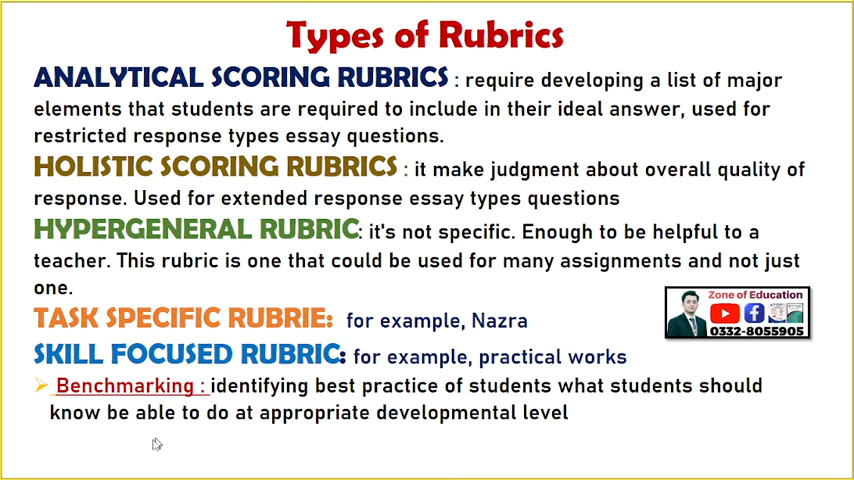 Types of Rubrics
ANALYTICAL SCORING RUBRICS : require developing a list of major
elements that students are required to include in their ideal answer, used for
restricted response types essay questions.
HOLISTIC SCORING RUBRICS : it make judgment about overall quality of
response. Used for extended response essay types questions
HYPERGENERAL RUBRIC: it's not specific. Enough to be helpful to a
teacher. This rubric is one that could be used for many assignments and not just
one.
Zone of Education
0332-8055905
TASK SPECIFIC RUBRIE: for example, Nazra
SKILL FOCUSED RUBRIC: for example, practical works
Benchmarking : identifying best practice of students what students should
know be able to do at appropriate developmental level